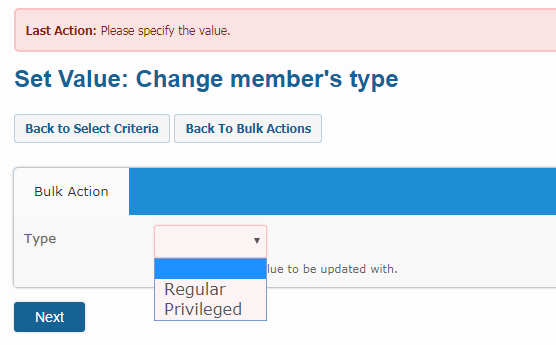 Last Action: Please specify the value.
Set Value: Change member's type
Back to Select Criteria
Back To Bulk Actions
Bulk Action
Type
lue to be updated with.
Regular
Privileged
Next